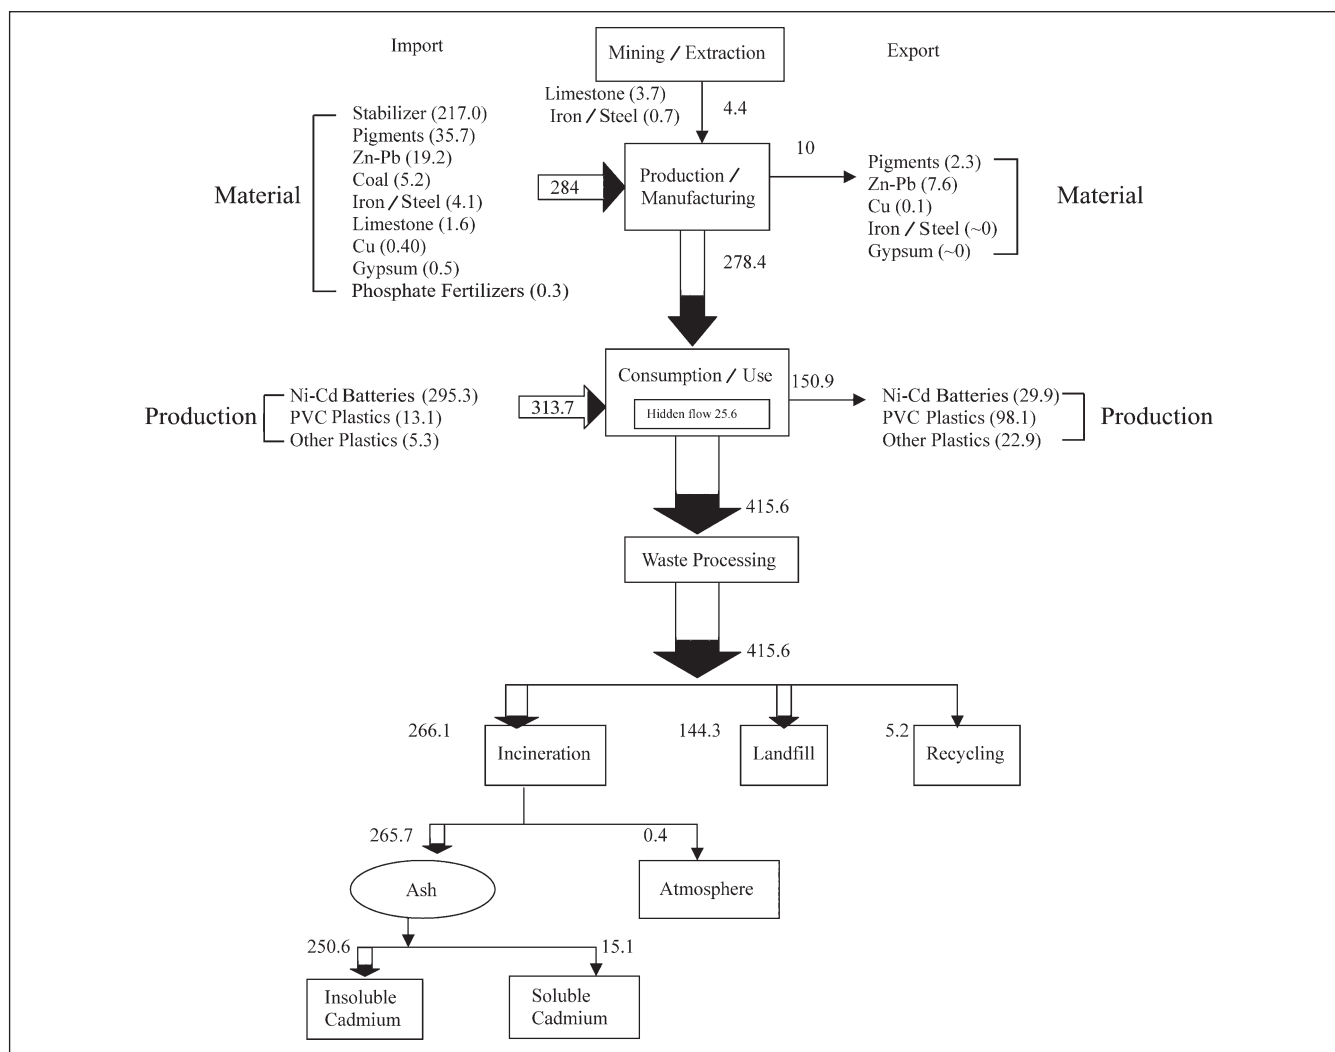 Import
Mining / Extraction
Export
Limestone (3.7)
Iron / Steel (0.7)
4.4
Material
Stabilizer (217.0)
Pigments (35.7)
Zn-Pb (19.2)
Coal (5.2)
Iron / Steel (4.1)
Limestone (1.6)
Cu (0.40)
Gypsum (0.5)
Phosphate Fertilizers (0.3)
284
Production /
Manufacturing
10
Pigments (2.3)
Zn-Pb (7.6)
Cu (0.1)
Iron / Steel (~0)
Gypsum (~0)
Material
278.4
Production
Ni-Cd Batteries (295.3)
PVC Plastics (13.1)
Other Plastics (5.3)
313.7
Consumption / Use
Hidden flow 25.6
150.9
Ni-Cd Batteries (29.9)
PVC Plastics (98.1)
Other Plastics (22.9)
Production
415.6
Waste Processing
415.6
266.1
Incineration
144.3
Landfill
5.2
Recycling
265.7
0.4
Ash
Atmosphere
250.6
15.1
Insoluble
Cadmium
Soluble
Cadmium